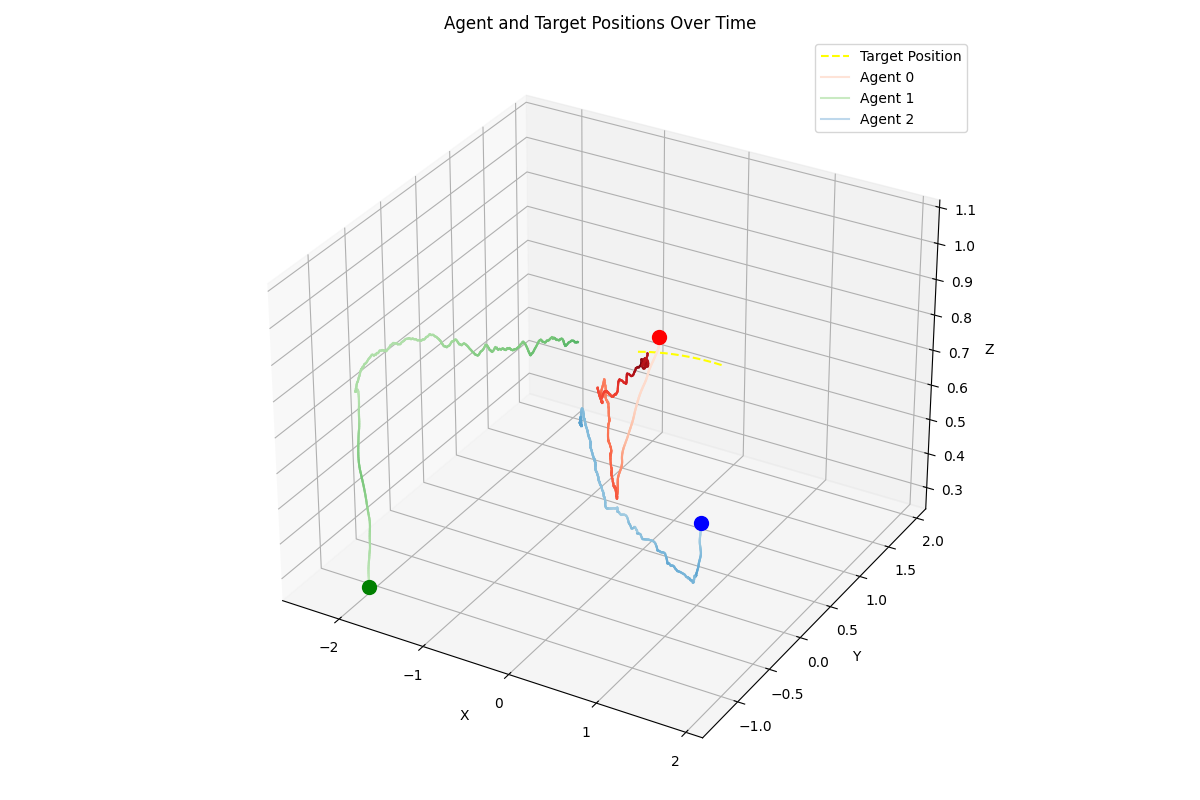 Agent and Target Positions Over Time
Target Position
Agent 0
Agent 1
Agent 2
1.1
1.0
0.9
0.8
0.7
Z
0.6
0.5
0.4
0.3
2.0
1.5
1.0
0.5
0.0
Y
−0.5
−1.0
−2
−1
0
X
1
2